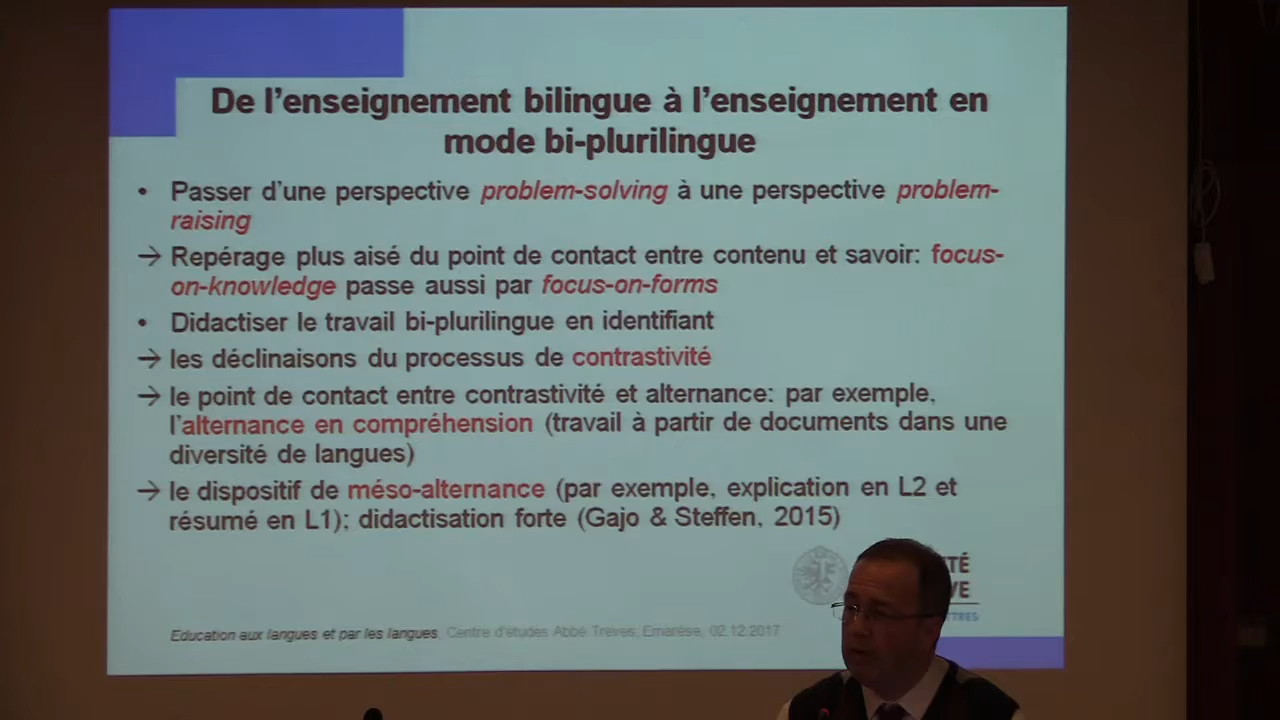 De l'enseignement bilingue à l'enseignement en
mode bi-plurilingue
• Passer d'une perspective problem-solving à une perspective problem-
raising
→ Repérage plus aisé du point de contact entre contenu et savoir: focus-
on-knowledge passe aussi par focus-on-forms
• Didactiser le travail bi-plurilingue en identifiant
→ les déclinaisons du processus de contrastivité
→ le point de contact entre contrastivité et alternance: par exemple,
l'alternance en compréhension (travail à partir de documents dans une
diversité de langues)
→ le dispositif de méso-alternance (par exemple, explication en L2 et
résumé en L1); didactisation forte (Gajo & Steffen, 2015)
TÉ
VE
TTRES
Education aux langues et par les langues. Centre d'études Abbé Trèves, Emarèse, 02.12.2017